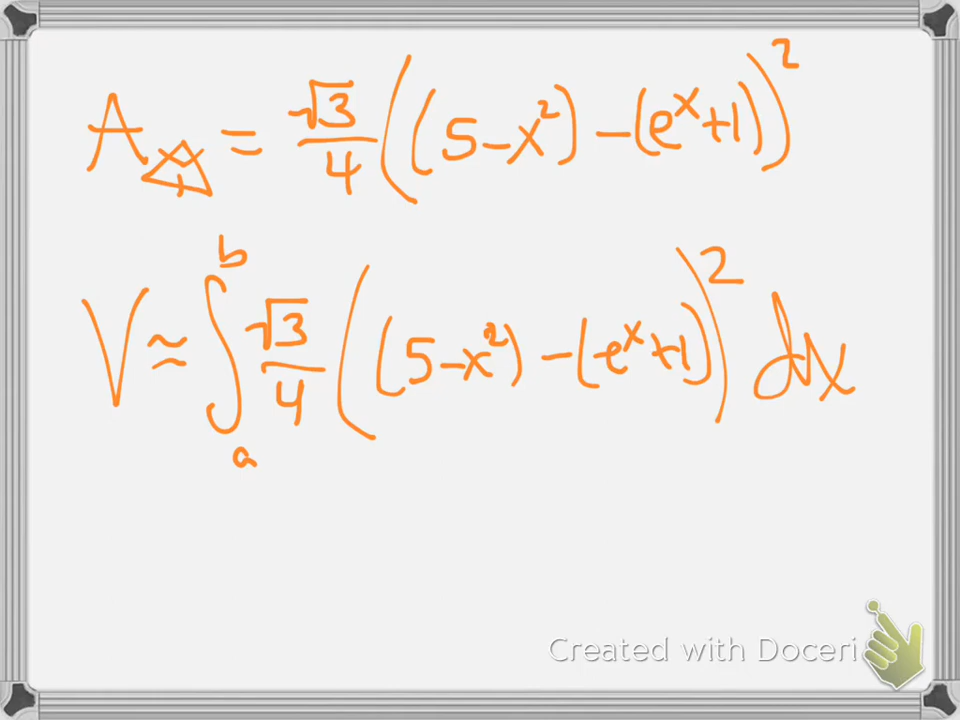 A△ = √3/4 ((5-x²) - (eˣ+1))²
V ≈ ∫ₐᵇ √3/4 ((5-x²) - (eˣ+1))² dx
Created with Doceri